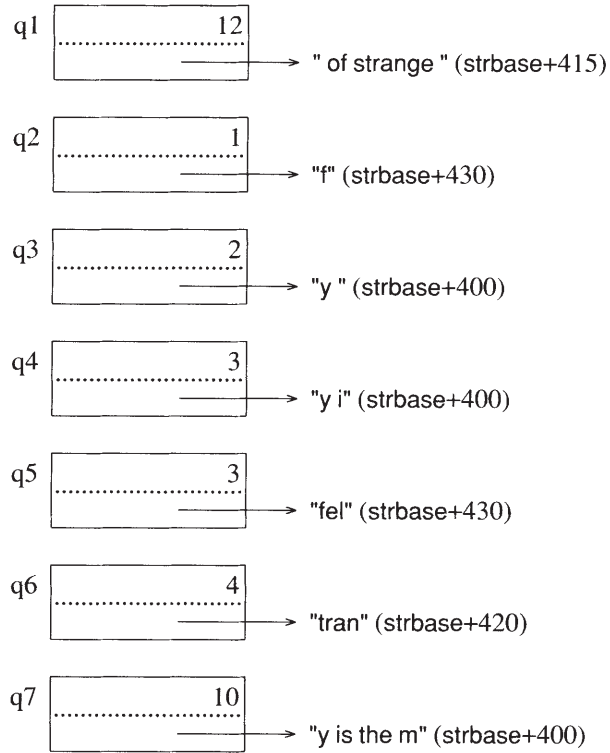 q1 12
" of strange " (strbase+415)
q2 1
"f" (strbase+430)
q3 2
"y " (strbase+400)
q4 3
"y i" (strbase+400)
q5 3
"fel" (strbase+430)
q6 4
"tran" (strbase+420)
q7 10
"y is the m" (strbase+400)